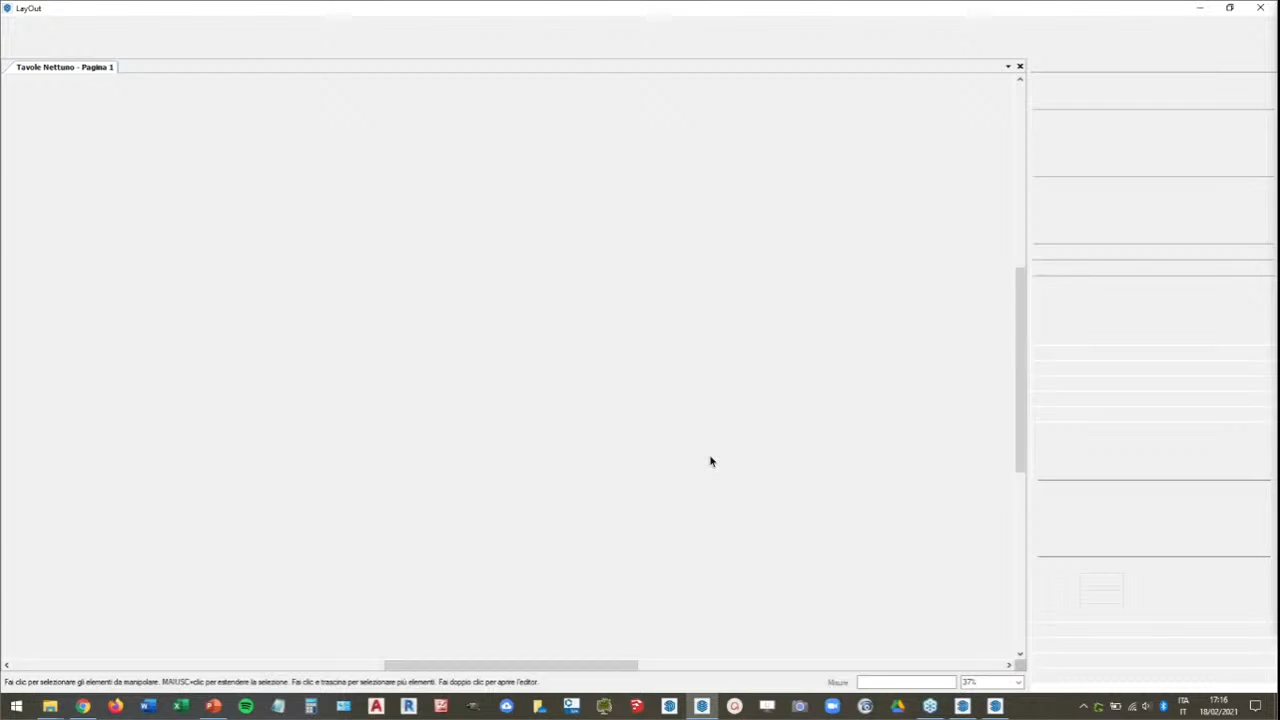 LayOut
Tavole Nettuno - Pagina 1
Fai clic per selezionare gli elementi da manipolare. MAIUSC+clic per estendere la selezione. Fai clic e trascina per selezionare più elementi. Fai doppio clic per aprire l'editor.
Misure
37%
ITA
IT
17:16
18/02/2021